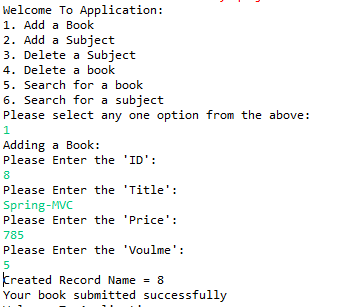 Welcome To Application:
1. Add a Book
2. Add a Subject
3. Delete a Subject
4. Delete a book
5. Search for a book
6. Search for a subject
Please select any one option from the above:
1
Adding a Book:
Please Enter the 'ID':
8
Please Enter the 'Title':
Spring-MVC
Please Enter the 'Price':
785
Please Enter the 'Voulme':
5
Created Record Name = 8
Your book submitted successfully